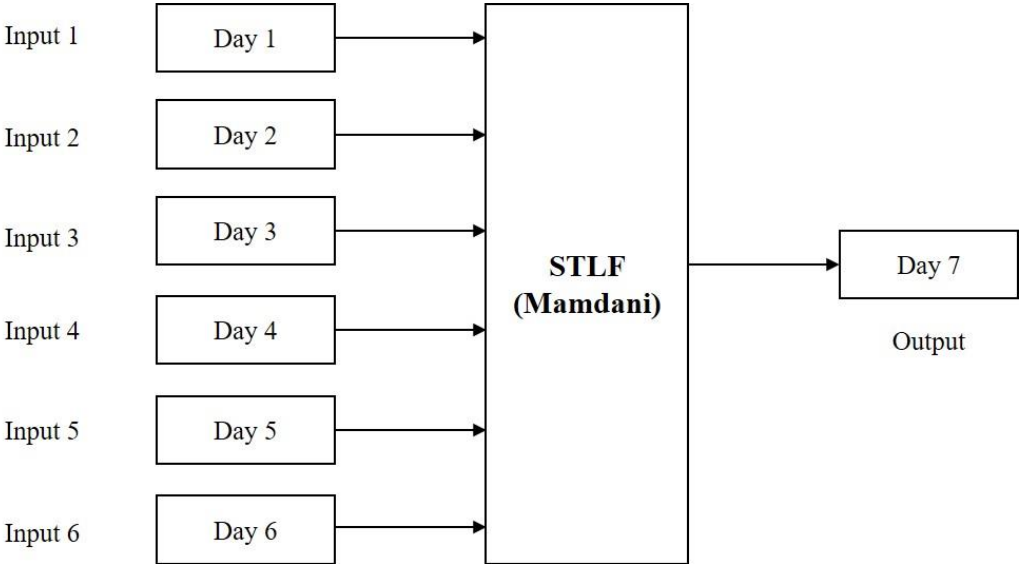 Input 1
Day 1
Input 2
Day 2
Input 3
Day 3
Input 4
Day 4
Input 5
Day 5
Input 6
Day 6
STLF
(Mamdani)
Day 7
Output